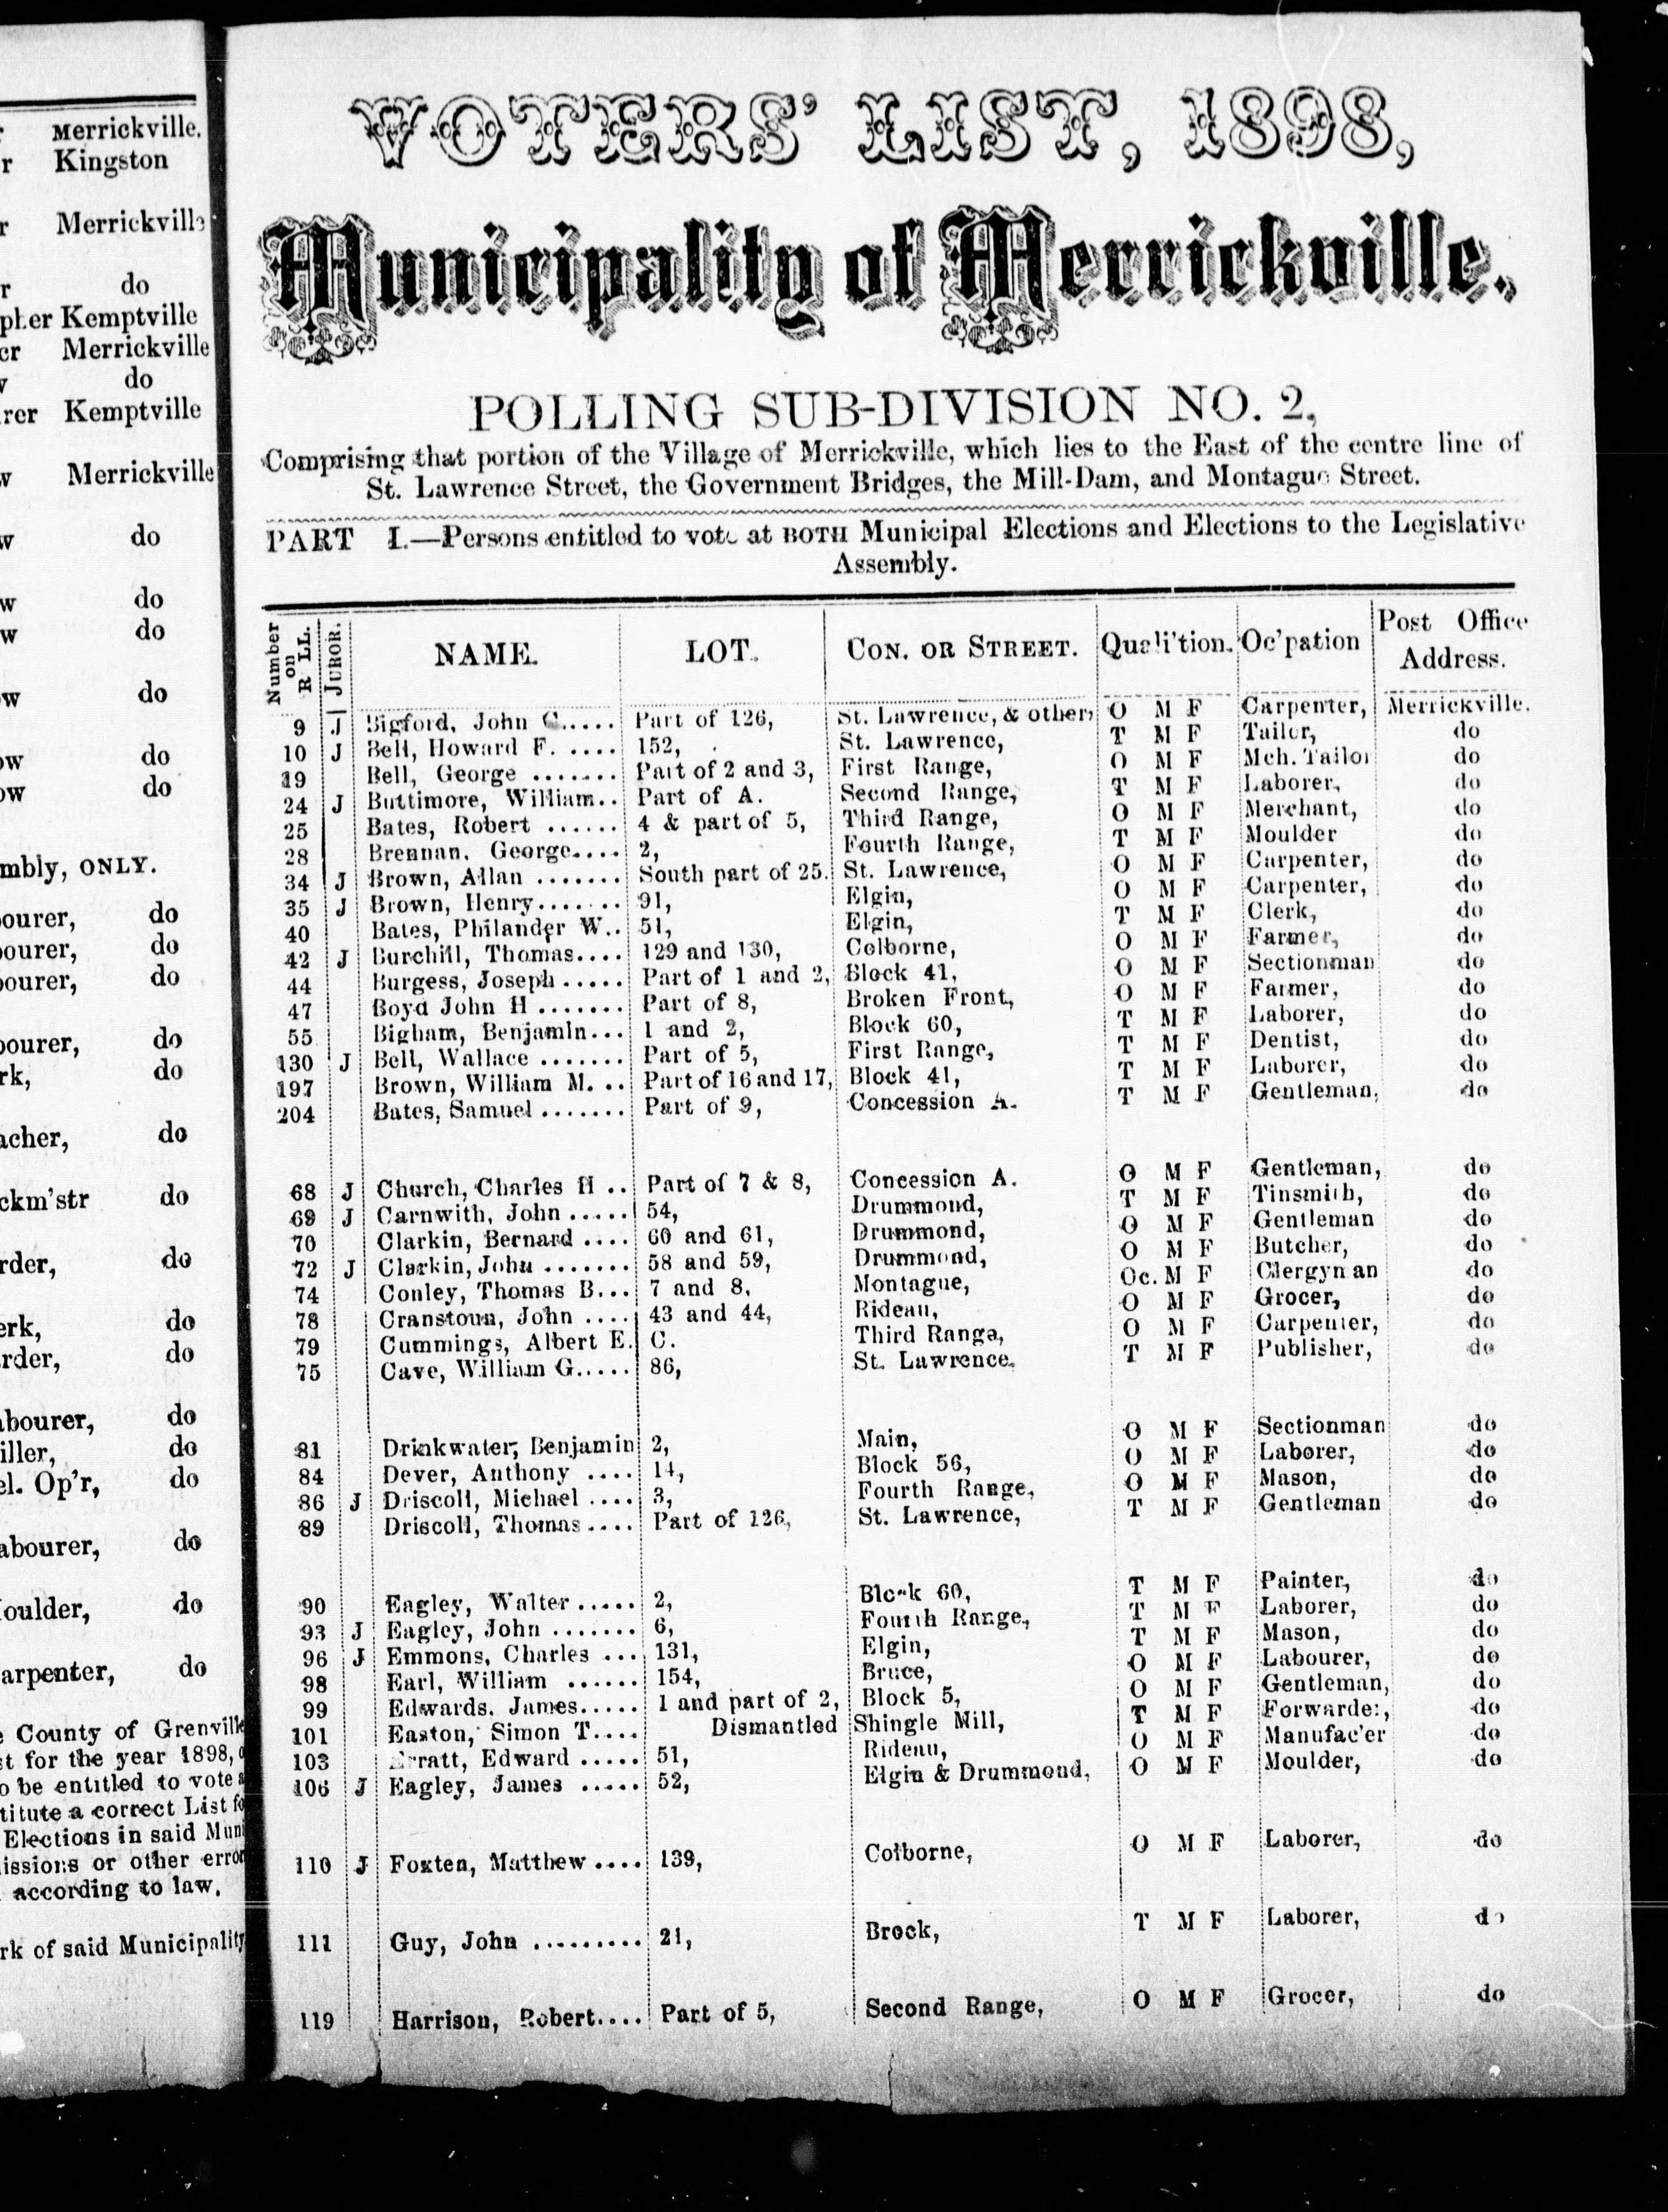 Merrickville.
r Kingston
r Merrickville
r do
pher Kemptville
er Merrickville
do
rer Kemptville
w Merrickville
w do
w do
w do
ow do
ow do
ow do
mbly, ONLY.
bourer, do
bourer, do
bourer, do
bourer, do
rk, do
acher, do
ckm'str do
rder, do
erk, do
rder, do
abourer, do
iller, do
el. Op'r, do
abourer, do
oulder, do
arpenter, do
e County of Grenville
st for the year 1898,
o be entitled to vote
titute a correct List
Elections in said Muni
issions or other error
according to law,
rk of said Municipality
VOTERS' LIST, 1898,
Municipality of Merrickville.
POLLING SUB-DIVISION NO. 2,
Comprising that portion of the Village of Merrickville, which lies to the East of the centre line of
St. Lawrence Street, the Government Bridges, the Mill-Dam, and Montague Street.
PART I.—Persons entitled to vote at BOTH Municipal Elections and Elections to the Legislative
Assembly.
Number on R LL. JUROR. NAME. LOT. CON. OR STREET. Quali'tion. Oc'pation Post Office Address.
9 J Bigford, John C..... Part of 126, St. Lawrence, & other, O M F Carpenter, Merrickville.
10 J Bell, Howard F. .... 152, St. Lawrence, T M F Tailor, do
19 Bell, George ....... Part of 2 and 3, First Range, O M F Mch. Tailor do
24 J Buttimore, William.. Part of A. Second Range, T M F Laborer, do
25 Bates, Robert ...... 4 & part of 5, Third Range, O M F Merchant, do
28 Brennan. George.... 2, Fourth Range, T M F Moulder do
34 J Brown, Allan ....... South part of 25. St. Lawrence, O M F Carpenter, do
35 J Brown, Henry....... 91, Elgin, O M F Carpenter, do
40 Bates, Philander W.. 51, Elgin, T M F Clerk, do
42 J Burchill, Thomas.... 129 and 130, Colborne, O M F Farmer, do
44 Burgess, Joseph ..... Part of 1 and 2, Block 41, O M F Sectionman do
47 Boyd John H ....... Part of 8, Broken Front, O M F Farmer, do
55 Bigham, Benjamin... 1 and 2, Block 60, T M F Laborer, do
130 J Bell, Wallace ....... Part of 5, First Range, T M F Dentist, do
197 Brown, William M. .. Part of 16 and 17, Block 41, T M F Laborer, do
204 Bates, Samuel ....... Part of 9, Concession A. T M F Gentleman, do
68 J Church, Charles H .. Part of 7 & 8, Concession A. O M F Gentleman, do
69 J Carnwith, John ..... 54, Drummond, T M F Tinsmith, do
70 Clarkin, Bernard .... 60 and 61, Drummond, O M F Gentleman do
72 J Clarkin, John ....... 58 and 59, Drummond, O M F Butcher, do
74 Conley, Thomas B... 7 and 8. Montague, Oc. M F Clergyman do
78 Cranstoun, John .... 43 and 44, Rideau, O M F Grocer, do
79 Cummings, Albert E. C. Third Range, O M F Carpenter, do
75 Cave, William G..... 86, St. Lawrence. T M F Publisher, do
81 Drinkwater, Benjamin 2, Main, O M F Sectionman do
84 Dever, Anthony .... 14, Block 56, O M F Laborer, do
86 J Driscoll, Michael .... 3, Fourth Range, O M F Mason, do
89 Driscoll, Thomas.... Part of 126, St. Lawrence, T M F Gentleman do
90 Eagley, Walter ..... 2, Block 60, T M F Painter, do
93 J Eagley, John ....... 6, Fourth Range, T M F Laborer, do
96 J Emmons, Charles ... 131, Elgin, T M F Mason, do
98 Earl, William ...... 154, Bruce, O M F Labourer, do
99 Edwards. James..... 1 and part of 2, Block 5, O M F Gentleman, do
101 Easton, Simon T.... Dismantled Shingle Mill, T M F Forwarder, do
103 Erratt, Edward ..... 51, Rideau, O M F Manufac'er do
106 J Eagley, James ..... 52, Elgin & Drummond, O M F Moulder, do
110 J Foxten, Matthew .... 139, Colborne, O M F Laborer, do
111 Guy, John ......... 21, Brock, T M F Laborer, do
119 Harrison, Robert.... Part of 5, Second Range, O M F Grocer, do